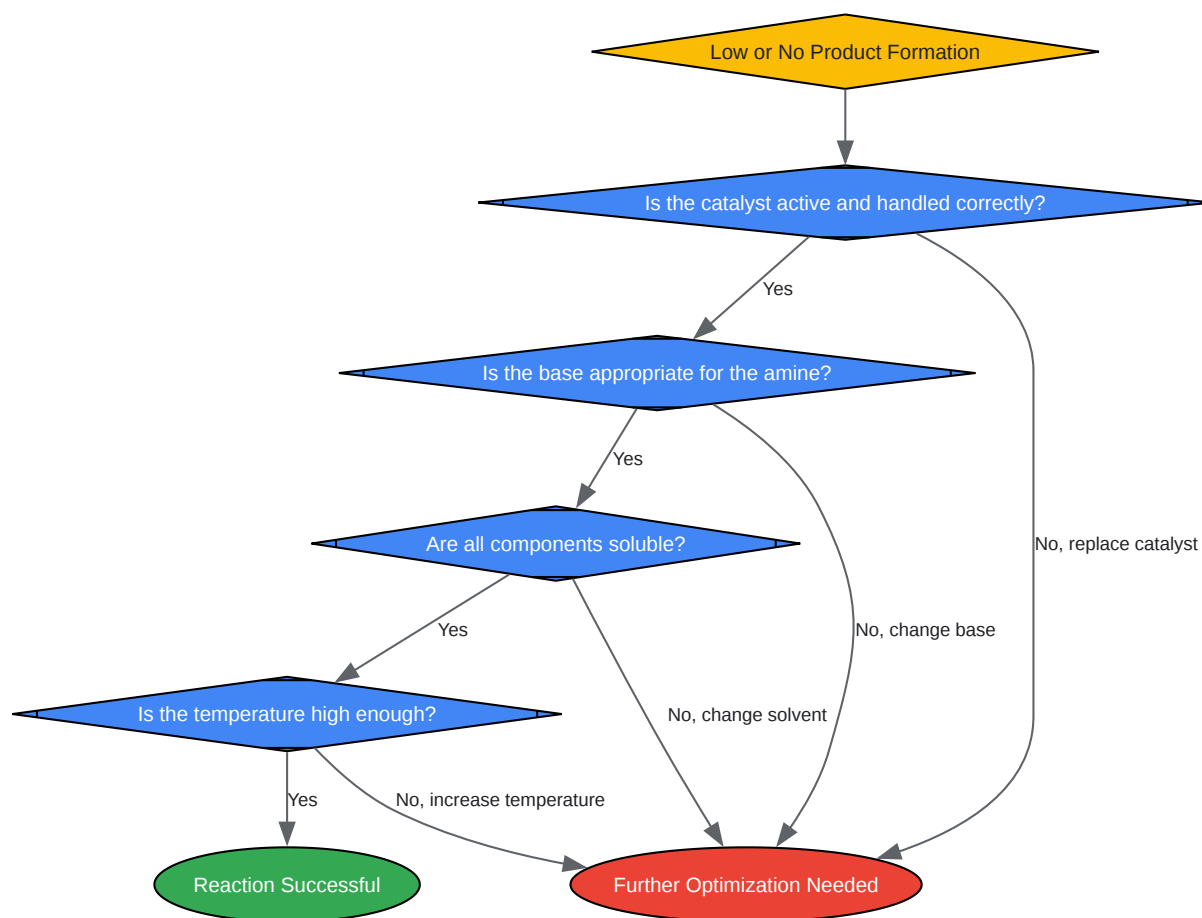 Low or No Product Formation
Is the catalyst active and handled correctly?
Yes
Is the base appropriate for the amine?
Yes
Are all components soluble?
No, replace catalyst
Yes
No, change base
Is the temperature high enough?
No, change solvent
Yes
No, increase temperature
Reaction Successful
Further Optimization Needed